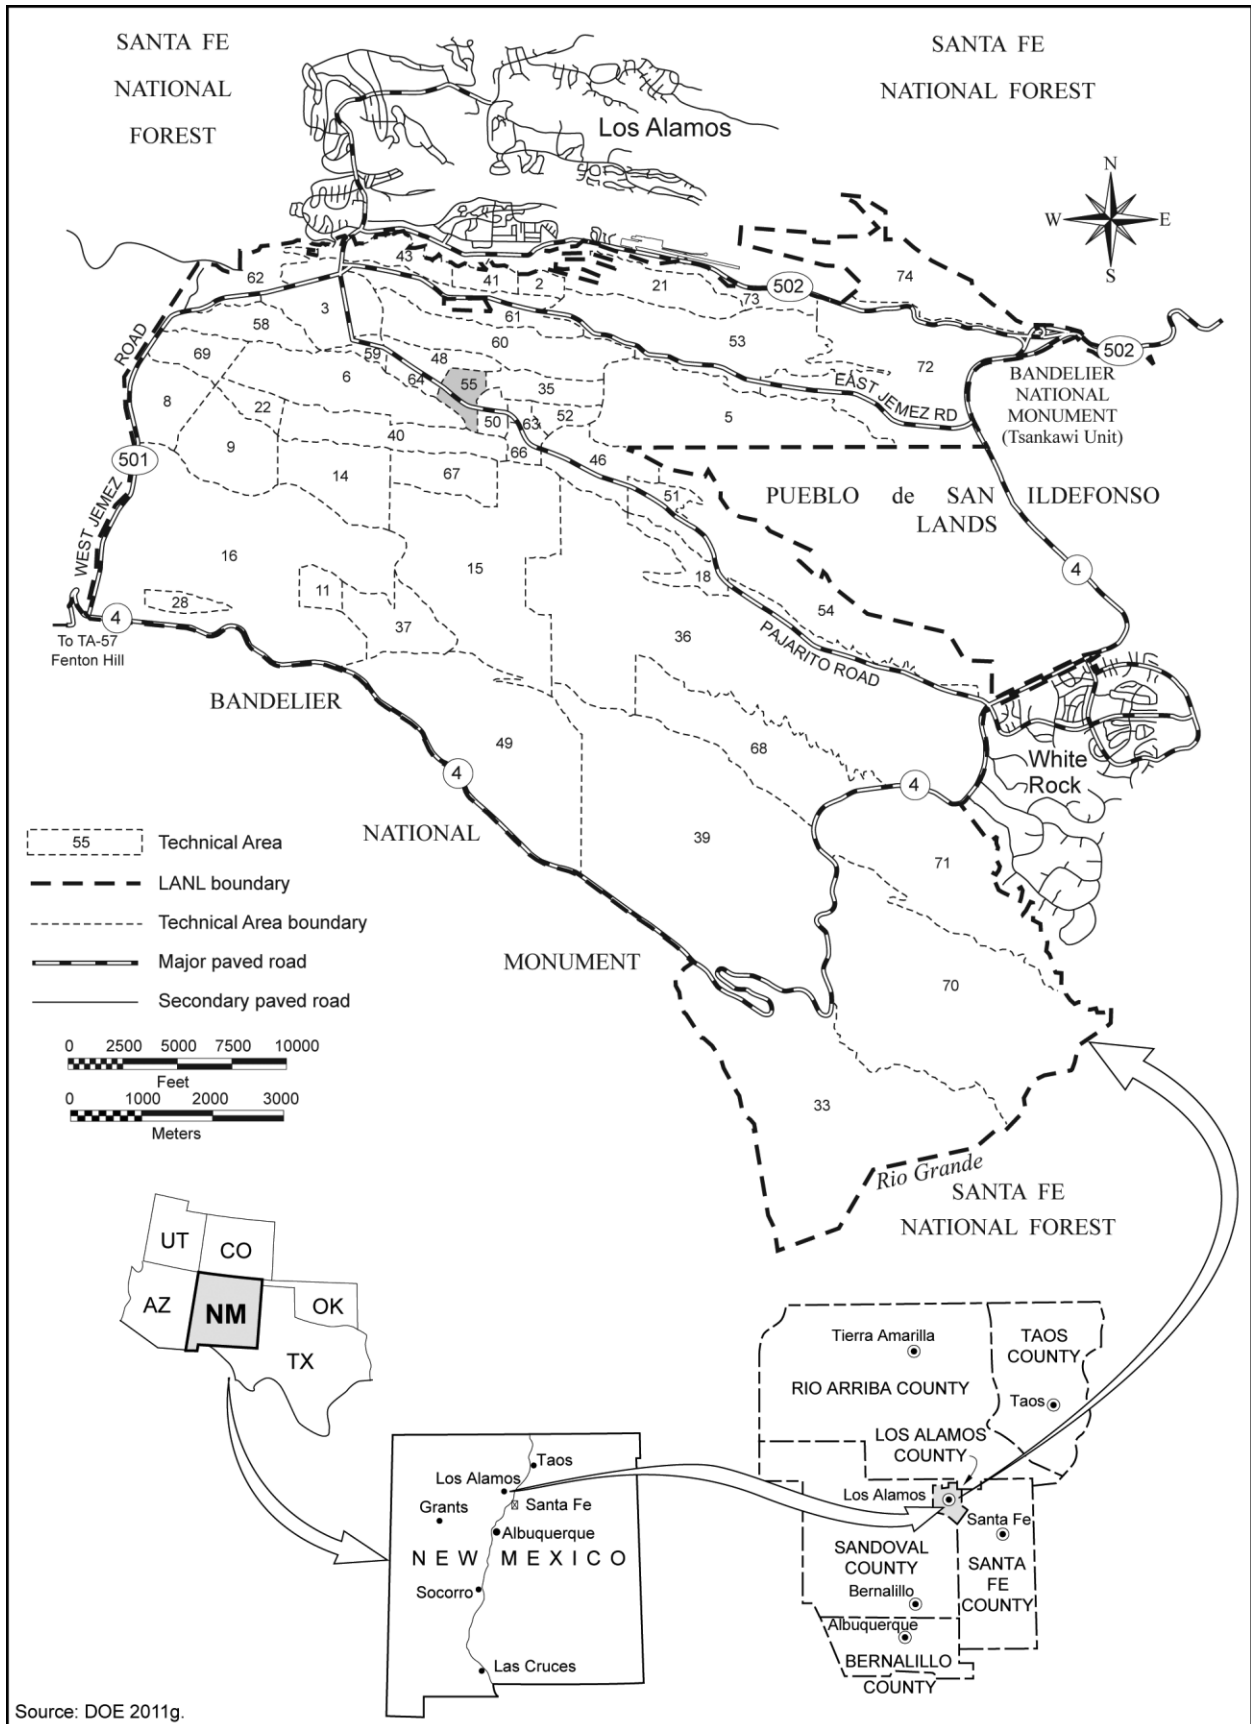 SANTA FE
NATIONAL
FOREST
SANTA FE
NATIONAL FOREST
Los Alamos
N
W E
S
74
43
62
41
2
21
502
73
3
58
61
53
60
502
69
59
48
6
64
55
35
72
BANDELIER
NATIONAL
MONUMENT
(Tsankawi Unit)
EAST JEMEZ RD
8
22
50
63
52
5
9
40
66
46
501
14
67
51
PUEBLO de SAN ILDEFONSO
LANDS
WEST JEMEZ ROAD
16
15
18
4
11
28
54
4
37
36
To TA-57
Fenton Hill
PAJARITO ROAD
BANDELIER
49
68
White
Rock
4
4
NATIONAL
39
71
55 Technical Area
LANL boundary
Technical Area boundary
Major paved road
Secondary paved road
MONUMENT
70
0 2500 5000 7500 10000
Feet
0 1000 2000 3000
Meters
33
Rio Grande
SANTA FE
NATIONAL FOREST
UT
CO
AZ
NM
OK
TX
Taos
Los Alamos
Santa Fe
Grants
Albuquerque
NEW MEXICO
Socorro
Las Cruces
Tierra Amarilla
TAOS
COUNTY
RIO ARRIBA COUNTY
Taos
LOS ALAMOS
COUNTY
Los Alamos
Santa Fe
SANDOVAL
COUNTY
SANTA
FE
COUNTY
Bernalillo
Albuquerque
BERNALILLO
COUNTY
Source: DOE 2011g.